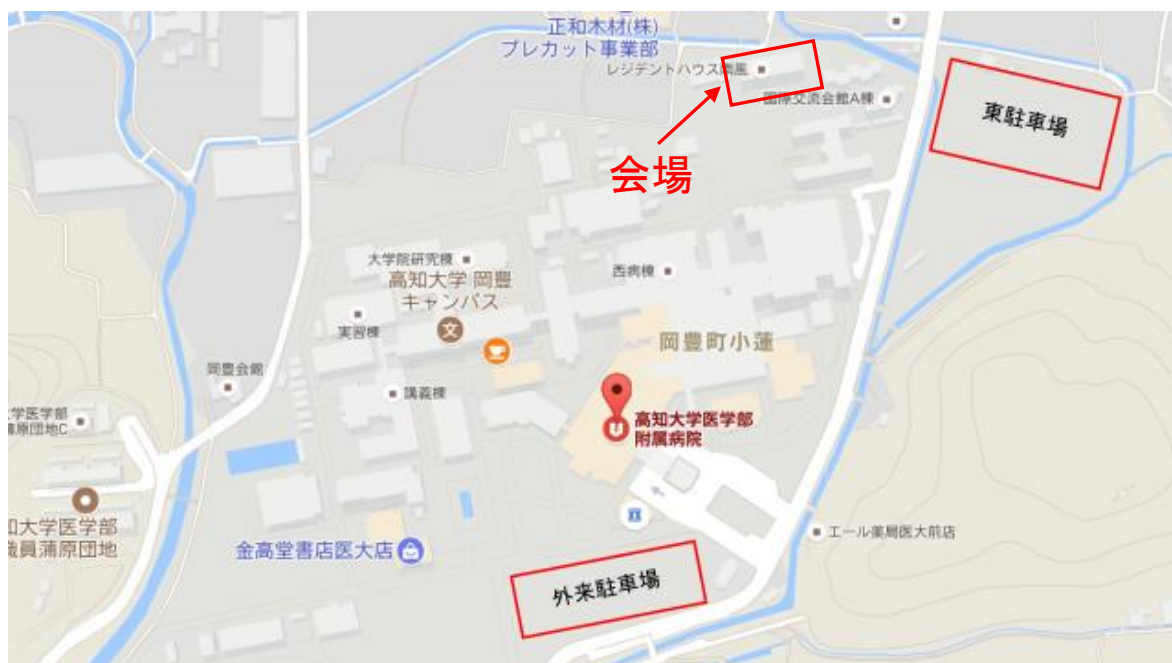 正和木材(株)
プレカット事業部
レジデントハウス
国際交流会館A棟
東駐車場
会場
大学院研究棟
高知大学 岡豊
キャンパス
文
西病棟
実習棟
岡豊町小蓮
岡豊会館
講義棟
高知大学医学部
附属病院
学医学部
原団地C
大学医学部
員蒲原団地
エール薬局医大前店
金高堂書店医大店
外来駐車場